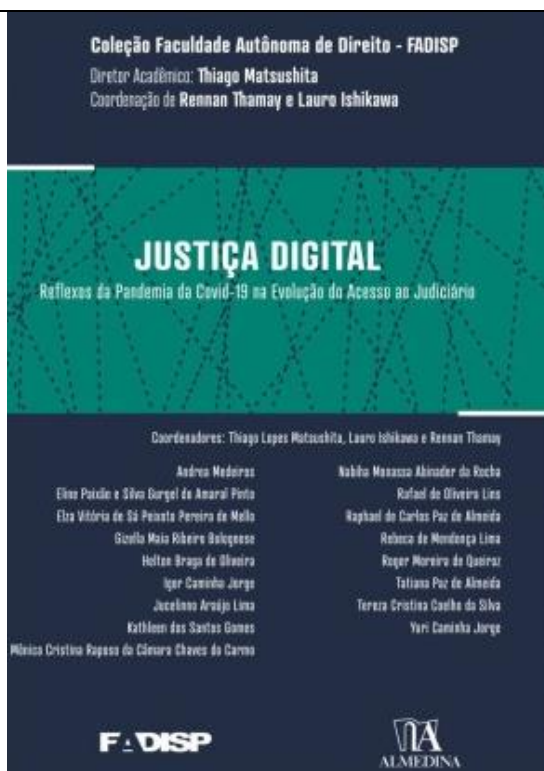 Coleção Faculdade Autônoma de Direito - FADISP
Diretor Acadêmico: Thiago Matsushita
Coordenação de Rennan Thamay e Lauro Ishikawa
JUSTIÇA DIGITAL
Reflexos da Pandemia da Covid-19 na Evolução do Acesso ao Judiciário
Coordenadores: Thiago Lopes Matsushita, Lauro Ishikawa e Rennan Thamay
Andrea Medeiros
Eline Paixão e Silva Gurgel do Amaral Pinto
Elza Vitória de Sá Peixoto Pereira de Mello
Gizella Maia Ribeiro Bolognese
Helton Braga de Oliveira
Igor Caminha Jorge
Jucelinno Araújo Lima
Kathleen dos Santos Gomes
Mônica Cristina Raposo da Câmara Chaves do Carmo
Nabiha Monassa Abinader da Rocha
Rafael de Oliveira Lins
Raphael de Carlos Paz de Almeida
Rebeca de Mendonça Lima
Roger Moreira de Queiroz
Tatiana Paz de Almeida
Tereza Cristina Coelho da Silva
Yuri Caminha Jorge
FADISP
ALMEDINA